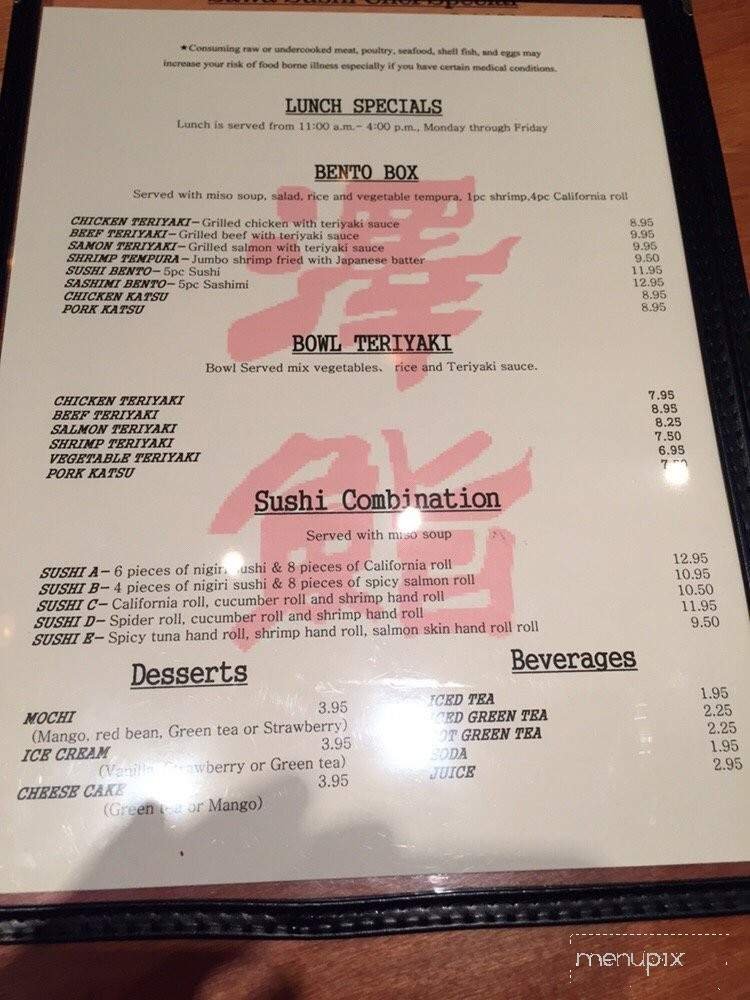 Sawa Sushi Chef Special
★Consuming raw or undercooked meat, poultry, seafood, shell fish, and eggs may
increase your risk of food borne illness especially if you have certain medical conditions.
LUNCH SPECIALS
Lunch is served from 11:00 a.m.- 4:00 p.m., Monday through Friday
BENTO BOX
Served with miso soup, salad, rice and vegetable tempura, 1pc shrimp,4pc California roll
CHICKEN TERIYAKI-Grilled chicken with teriyaki sauce 8.95
BEEF TERIYAKI-Grilled beef with teriyaki sauce 9.95
SAMON TERIYAKI-Grilled salmon with teriyaki sauce 9.95
SHRIMP TEMPURA-Jumbo shrimp fried with Japanese batter 9.50
SUSHI BENTO-5pc Sushi 11.95
SASHIMI BENTO-5pc Sashimi 12.95
CHICKEN KATSU 8.95
PORK KATSU 8.95
澤鮨
BOWL TERIYAKI
Bowl Served mix vegetables、 rice and Teriyaki sauce.
CHICKEN TERIYAKI 7.95
BEEF TERIYAKI 8.95
SALMON TERIYAKI 8.25
SHRIMP TERIYAKI 7.50
VEGETABLE TERIYAKI 6.95
PORK KATSU 7.50
Sushi Combination
Served with miso soup
SUSHI A- 6 pieces of nigiri sushi & 8 pieces of California roll 12.95
SUSHI B- 4 pieces of nigiri sushi & 8 pieces of spicy salmon roll 10.95
SUSHI C- California roll, cucumber roll and shrimp hand roll 10.50
SUSHI D- Spider roll, cucumber roll and shrimp hand roll 11.95
SUSHI E- Spicy tuna hand roll, shrimp hand roll, salmon skin hand roll roll 9.50
Desserts
MOCHI 3.95
(Mango, red bean, Green tea or Strawberry)
ICE CREAM 3.95
(Vanilla, Strawberry or Green tea)
CHEESE CAKE 3.95
(Green tea or Mango)
Beverages
ICED TEA 1.95
ICED GREEN TEA 2.25
HOT GREEN TEA 2.25
SODA 1.95
JUICE 2.95
menupix